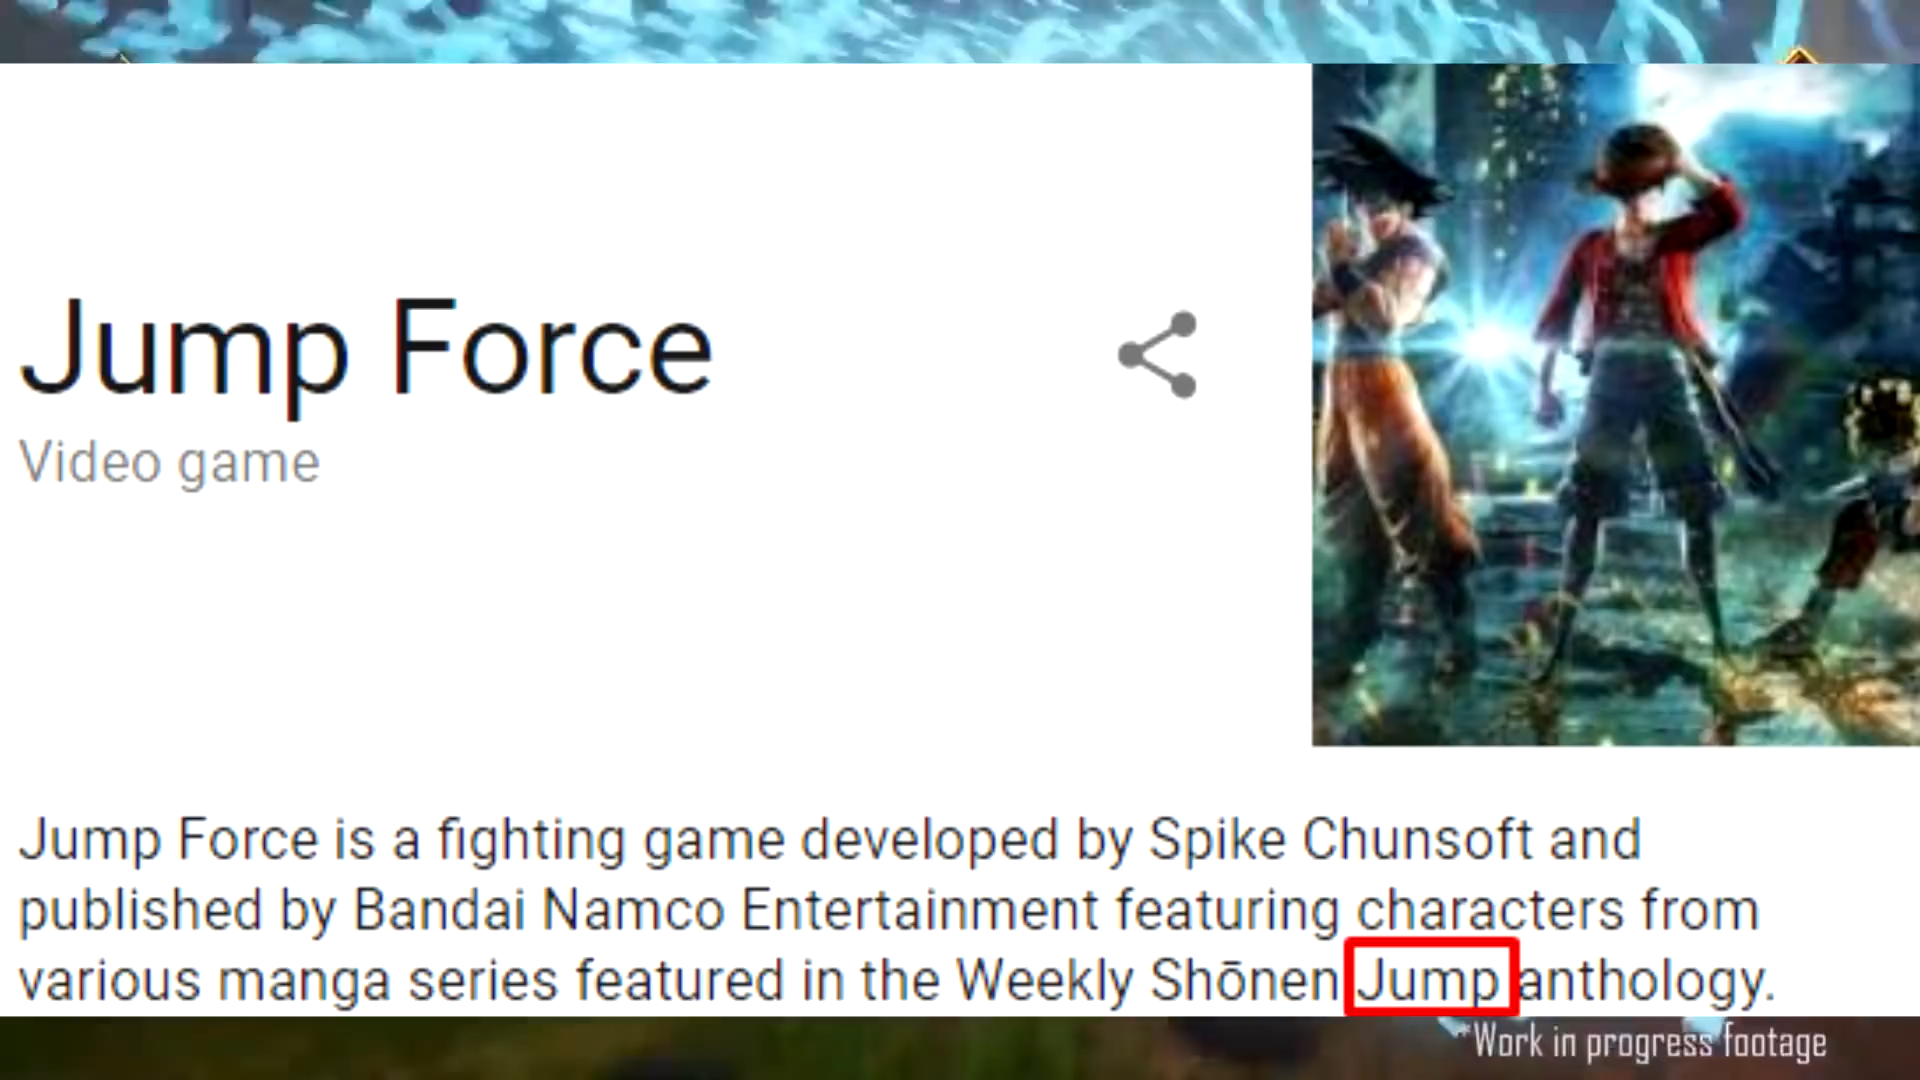 Jump Force
Video game
Jump Force is a fighting game developed by Spike Chunsoft and
published by Bandai Namco Entertainment featuring characters from
various manga series featured in the Weekly Shōnen Jump anthology.
*Work in progress footage